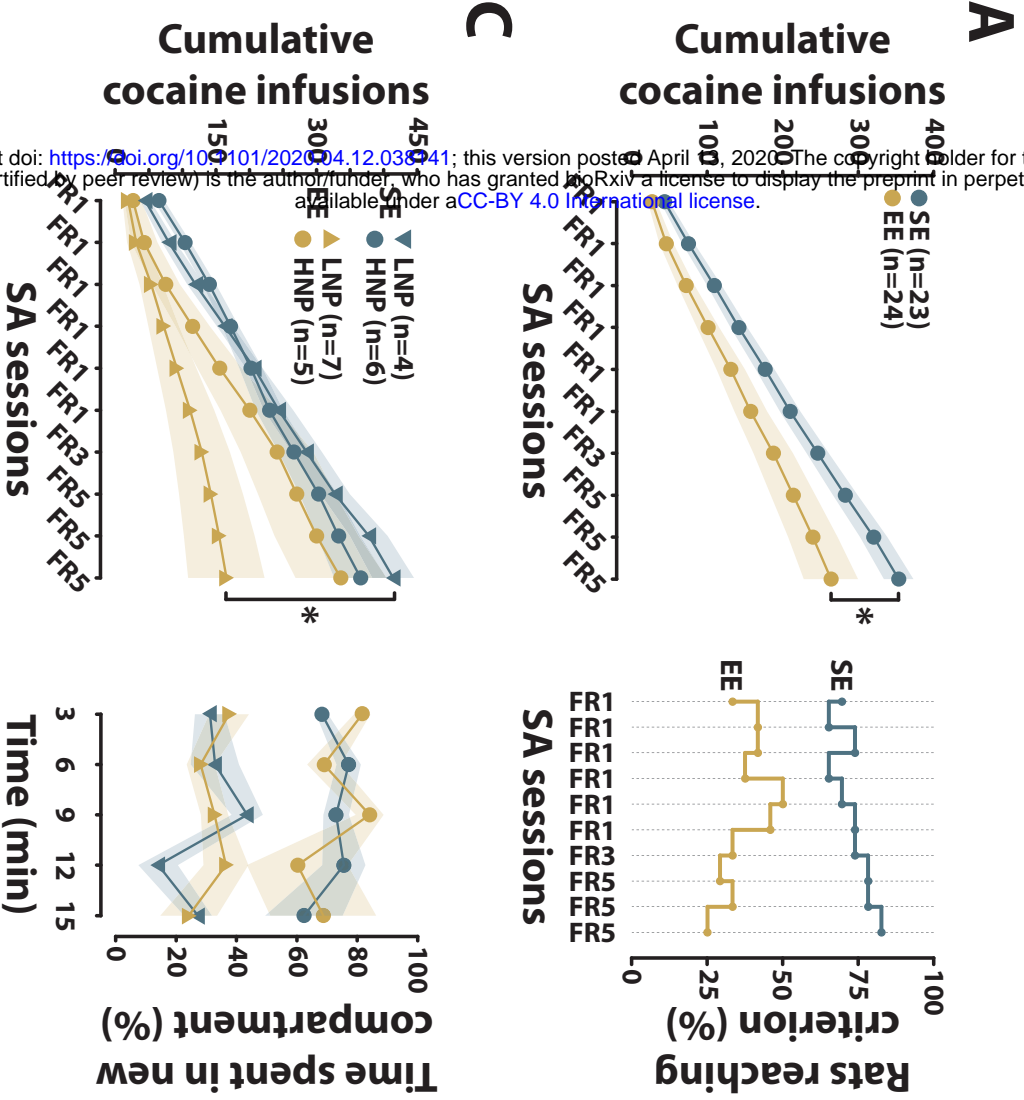 A
Cumulative
cocaine infusions
400
300
200
100
SE (n=23)
EE (n=24)
FR1
FR1
FR1
FR1
FR1
FR1
FR3
FR5
FR5
FR5
SA sessions
*
Rats reaching
criterion (%)
100
75
50
25
0
SE
EE
FR1
FR1
FR1
FR1
FR1
FR1
FR3
FR5
FR5
FR5
SA sessions
C
Cumulative
cocaine infusions
450
300
150
0
SE
LNP (n=4)
HNP (n=6)
EE
LNP (n=7)
HNP (n=5)
FR1
FR1
FR1
FR1
FR1
FR1
FR3
FR5
FR5
FR5
SA sessions
*
Time spent in new
compartment (%)
100
80
60
40
20
0
3
6
9
12
15
Time (min)
t doi: https://doi.org/10.1101/2020.04.12.038141; this version posted April 13, 2020. The copyright holder for t
rtified by peer review) is the author/funder, who has granted bioRxiv a license to display the preprint in perpet
available under aCC-BY 4.0 International license.